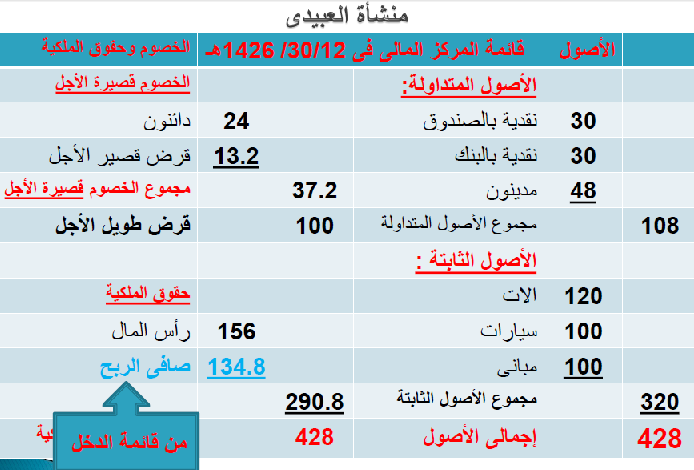 منشأة العبيدى
الأصول قائمة المركز المالى فى 30/12/ 1426هـ الخصوم وحقوق الملكية
الأصول المتداولة: الخصوم قصيرة الأجل
30 نقدية بالصندوق 24 دائنون
30 نقدية بالبنك 13.2 قرض قصير الأجل
48 مدينون 37.2 مجموع الخصوم قصيرة الأجل
108 مجموع الأصول المتداولة 100 قرض طويل الأجل
الأصول الثابتة :
120 الات حقوق الملكية
100 سيارات 156 رأس المال
100 مبانى 134.8 صافى الربح
320 مجموع الأصول الثابتة 290.8
428 إجمالى الأصول 428
من قائمة الدخل